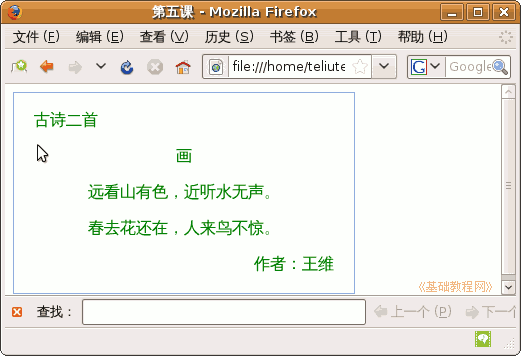 第五课 - Mozilla Firefox
文件 (F) 编辑 (E) 查看 (V) 历史 (S) 书签 (B) 工具 (T) 帮助 (H)
file:///home/teliute
Google
古诗二首
画
远看山有色，近听水无声。
春去花还在，人来鸟不惊。
作者：王维
《基础教程网》
查找：
上一个 (P)
下一个